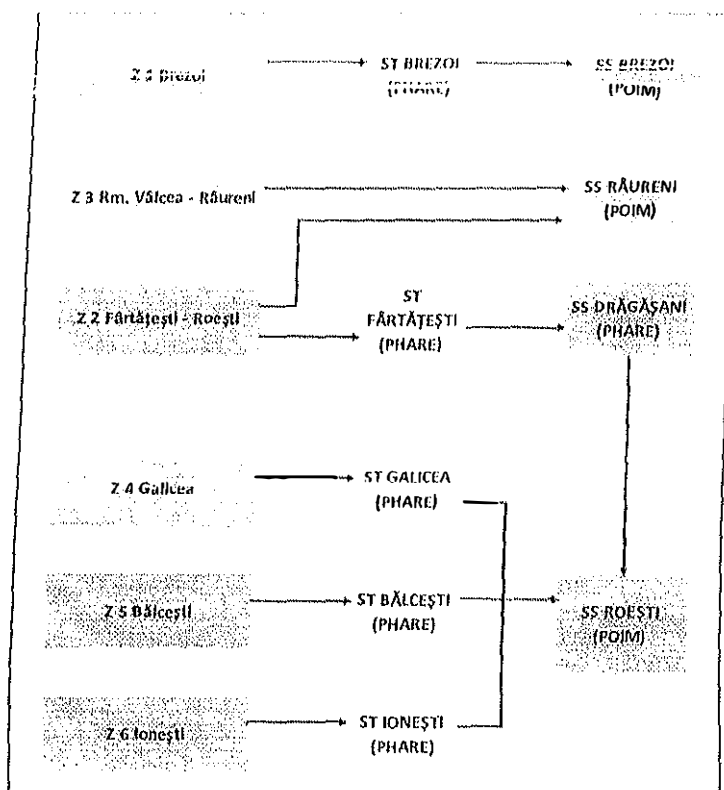 Z 1 Brezoi
ST BREZOI
(PHARE)
SS BREZOI
(POIM)
Z 3 Rm. Vâlcea - Râureni
SS RÂURENI
(POIM)
Z 2 Fârtățești - Roești
ST
FÂRTĂȚEȘTI
(PHARE)
SS DRĂGĂȘANI
(PHARE)
Z 4 Galicea
ST GALICEA
(PHARE)
Z 5 Bălcești
ST BĂLCEȘTI
(PHARE)
SS ROEȘTI
(POIM)
Z 6 Ionești
ST IONEȘTI
(PHARE)